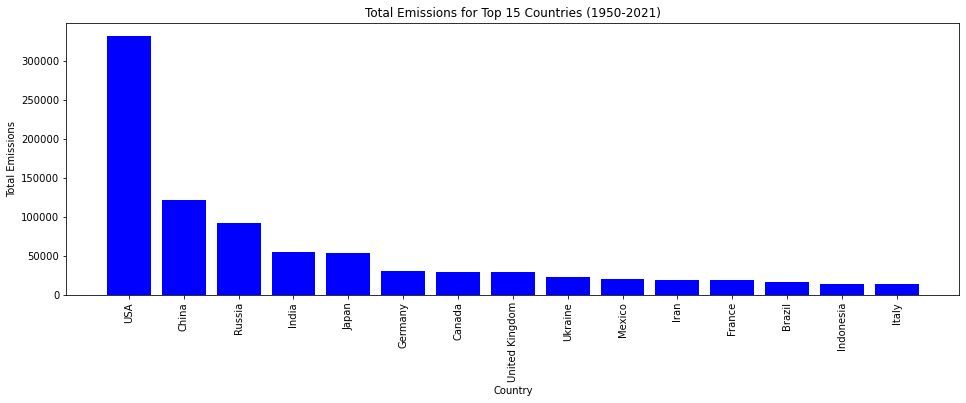 Total Emissions for Top 15 Countries (1950-2021)
Total Emissions
300000
250000
200000
150000
100000
50000
0
USA
China
Russia
India
Japan
Germany
Canada
United Kingdom
Ukraine
Mexico
Iran
France
Brazil
Indonesia
Italy
Country